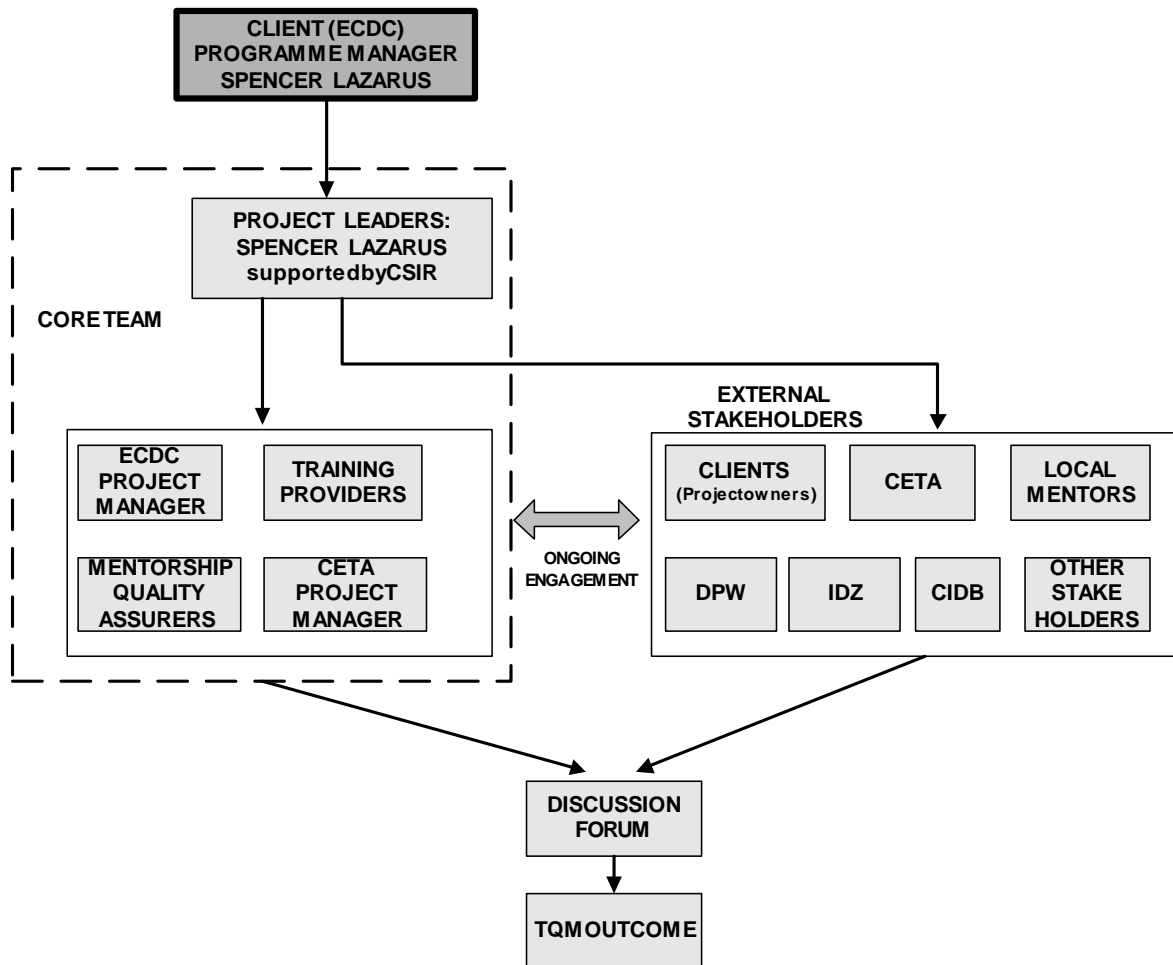 CLIENT (ECDC)
PROGRAMME MANAGER
SPENCER LAZARUS
PROJECT LEADERS:
SPENCER LAZARUS
supportedbyCSIR
CORETEAM
ECDC
PROJECT
MANAGER
TRAINING
PROVIDERS
MENTORSHIP
QUALITY
ASSURERS
CETA
PROJECT
MANAGER
ONGOING
ENGAGEMENT
EXTERNAL
STAKEHOLDERS
CLIENTS
(Projectowners)
CETA
LOCAL
MENTORS
DPW
IDZ
CIDB
OTHER
STAKE
HOLDERS
DISCUSSION
FORUM
TQMOUTCOME